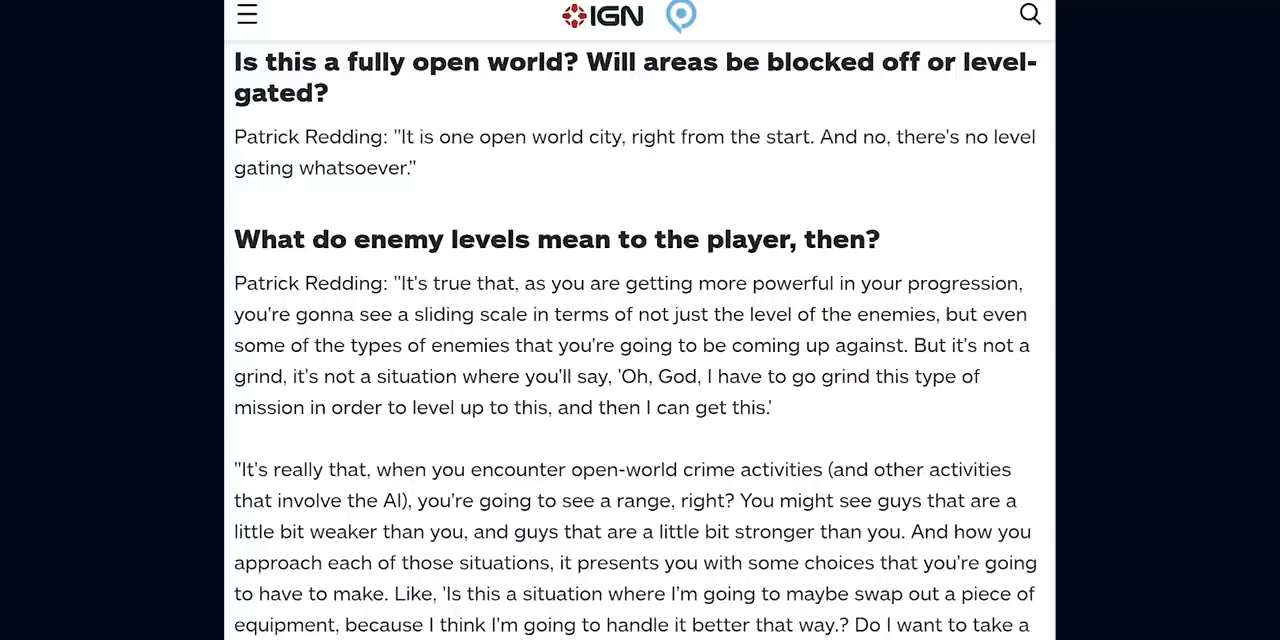 IGN
Is this a fully open world? Will areas be blocked off or level-
gated?
Patrick Redding: "It is one open world city, right from the start. And no, there's no level
gating whatsoever."
What do enemy levels mean to the player, then?
Patrick Redding: "It's true that, as you are getting more powerful in your progression,
you're gonna see a sliding scale in terms of not just the level of the enemies, but even
some of the types of enemies that you're going to be coming up against. But it's not a
grind, it's not a situation where you'll say, 'Oh, God, I have to go grind this type of
mission in order to level up to this, and then I can get this.'
"It's really that, when you encounter open-world crime activities (and other activities
that involve the AI), you're going to see a range, right? You might see guys that are a
little bit weaker than you, and guys that are a little bit stronger than you. And how you
approach each of those situations, it presents you with some choices that you're going
to have to make. Like, 'Is this a situation where I'm going to maybe swap out a piece of
equipment, because I think I'm going to handle it better that way.? Do I want to take a